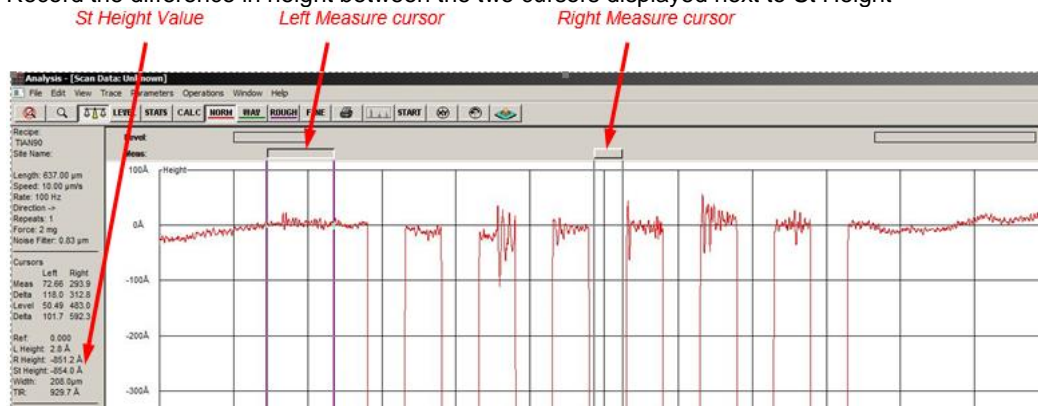 Record the difference in height between the two cursors displayed next to St Height
St Height Value Left Measure cursor Right Measure cursor
Analysis - [Scan Data: Unknown]
File Edit View Trace Parameters Operations Window Help
LEVEL STATS CALC NORM WAV ROUGH FINE START
Recipe:
TIAN90
Site Name:
Level:
Meas:
Length: 637.00 µm
Speed: 10.00 µm/s
Rate: 100 Hz
Direction ->
Repeats: 1
Force: 2 mg
Noise Filter: 0.83 µm
Cursors
Left Right
Meas 72.66 293.9
Delta 118.0 312.8
Level 50.49 483.0
Delta 101.7 592.3
Ref: 0.000
L Height: 2.8 Å
R Height: -851.2 Å
St Height: -854.0 Å
Width: 208.0µm
TIR: 929.7 Å
Height
100Å
0Å
-100Å
-200Å
-300Å